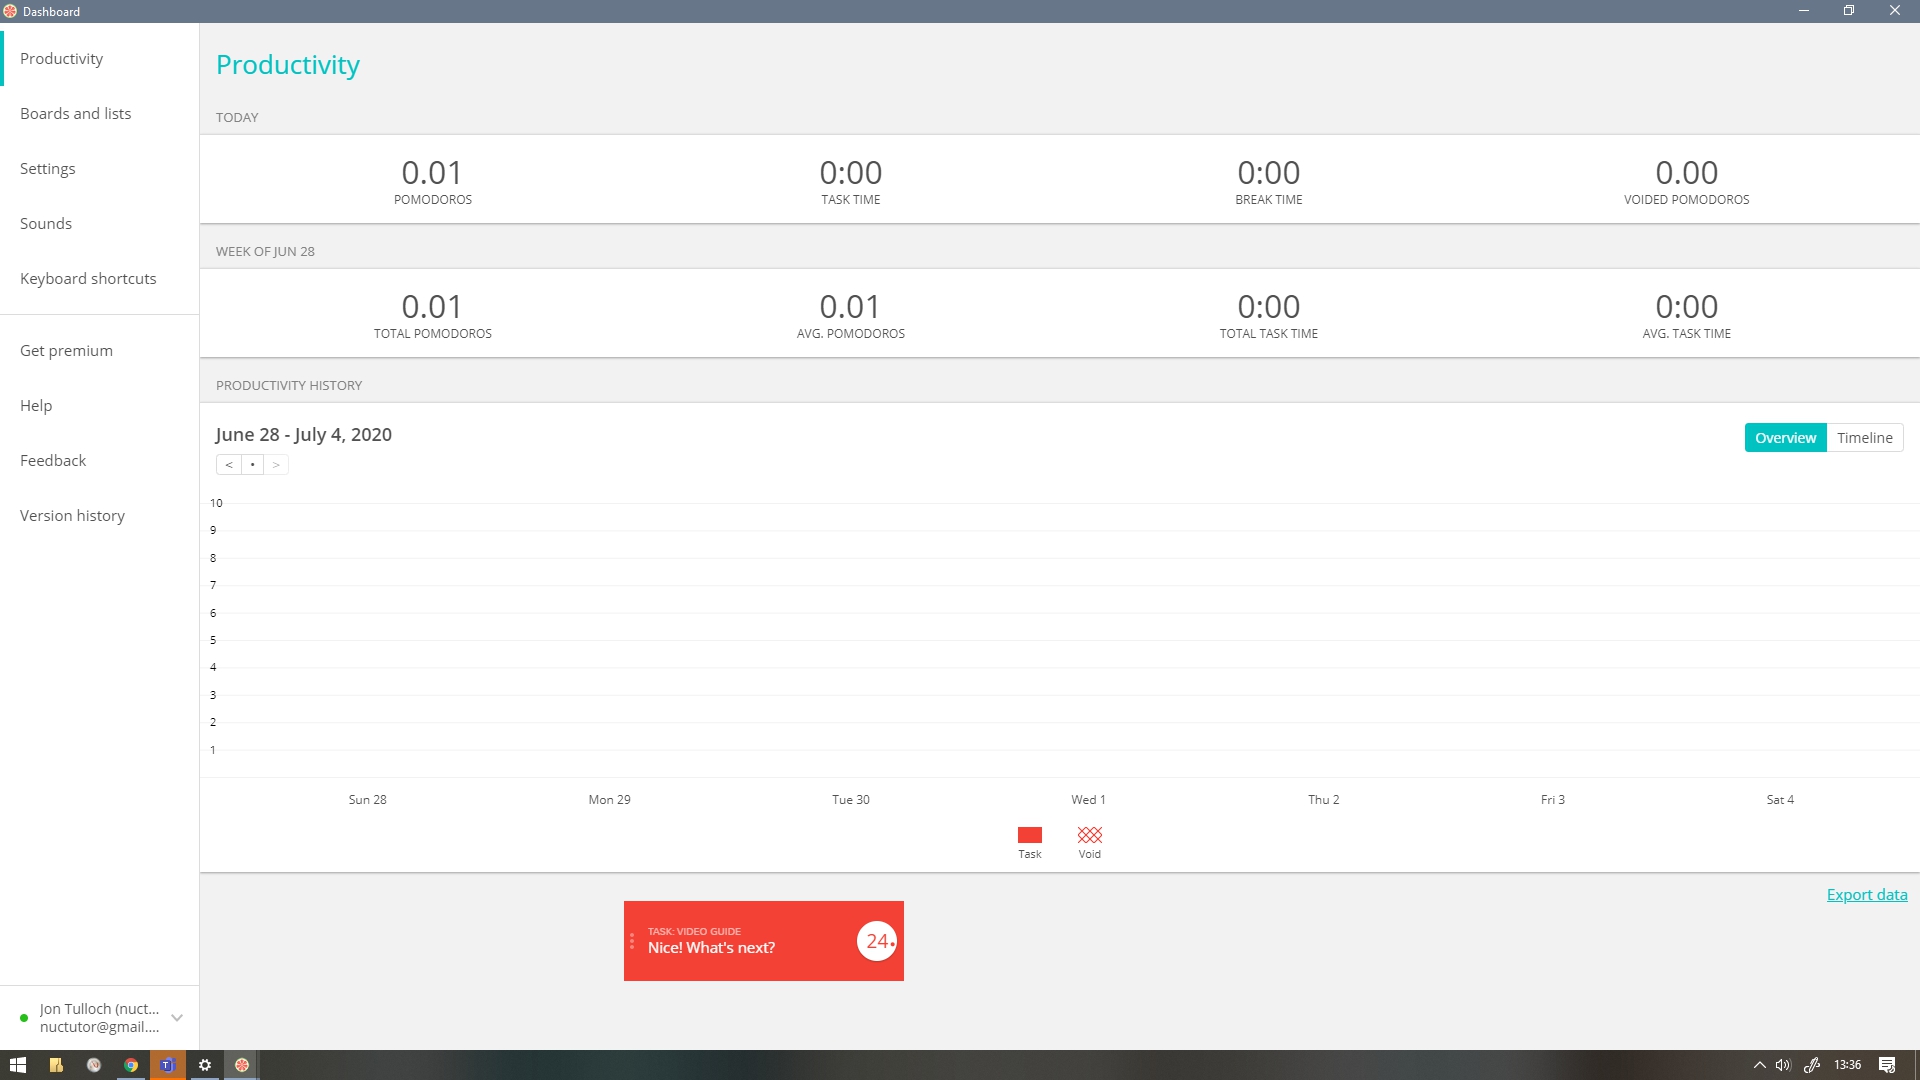 Dashboard
Productivity
Boards and lists
Settings
Sounds
Keyboard shortcuts
Get premium
Help
Feedback
Version history
Jon Tulloch (nuct...
nuctutor@gmail....
Productivity
TODAY
0.01
POMODOROS
0:00
TASK TIME
0:00
BREAK TIME
0.00
VOIDED POMODOROS
WEEK OF JUN 28
0.01
TOTAL POMODOROS
0.01
AVG. POMODOROS
0:00
TOTAL TASK TIME
0:00
AVG. TASK TIME
PRODUCTIVITY HISTORY
June 28 - July 4, 2020
< • >
Overview Timeline
10
9
8
7
6
5
4
3
2
1
Sun 28 Mon 29 Tue 30 Wed 1 Thu 2 Fri 3 Sat 4
Task Void
Export data
TASK: VIDEO GUIDE
Nice! What's next?
24
13:36